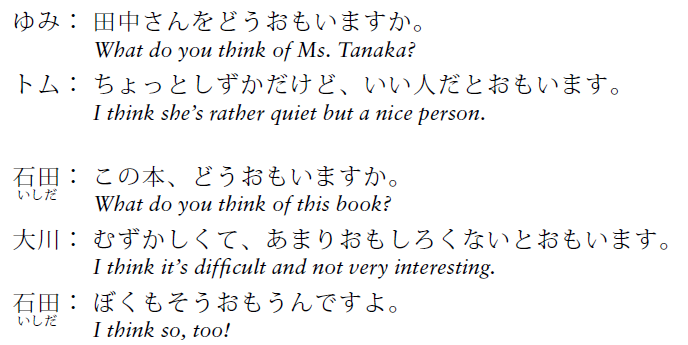 ゆみ： 田中さんをどうおもいますか。
What do you think of Ms. Tanaka?
トム： ちょっとしずかだけど、いい人だとおもいます。
I think she’s rather quiet but a nice person.
石田： この本、どうおもいますか。
いしだ
What do you think of this book?
大川： むずかしくて、あまりおもしろくないとおもいます。
I think it’s difficult and not very interesting.
石田： ぼくもそうおもうんですよ。
いしだ
I think so, too!